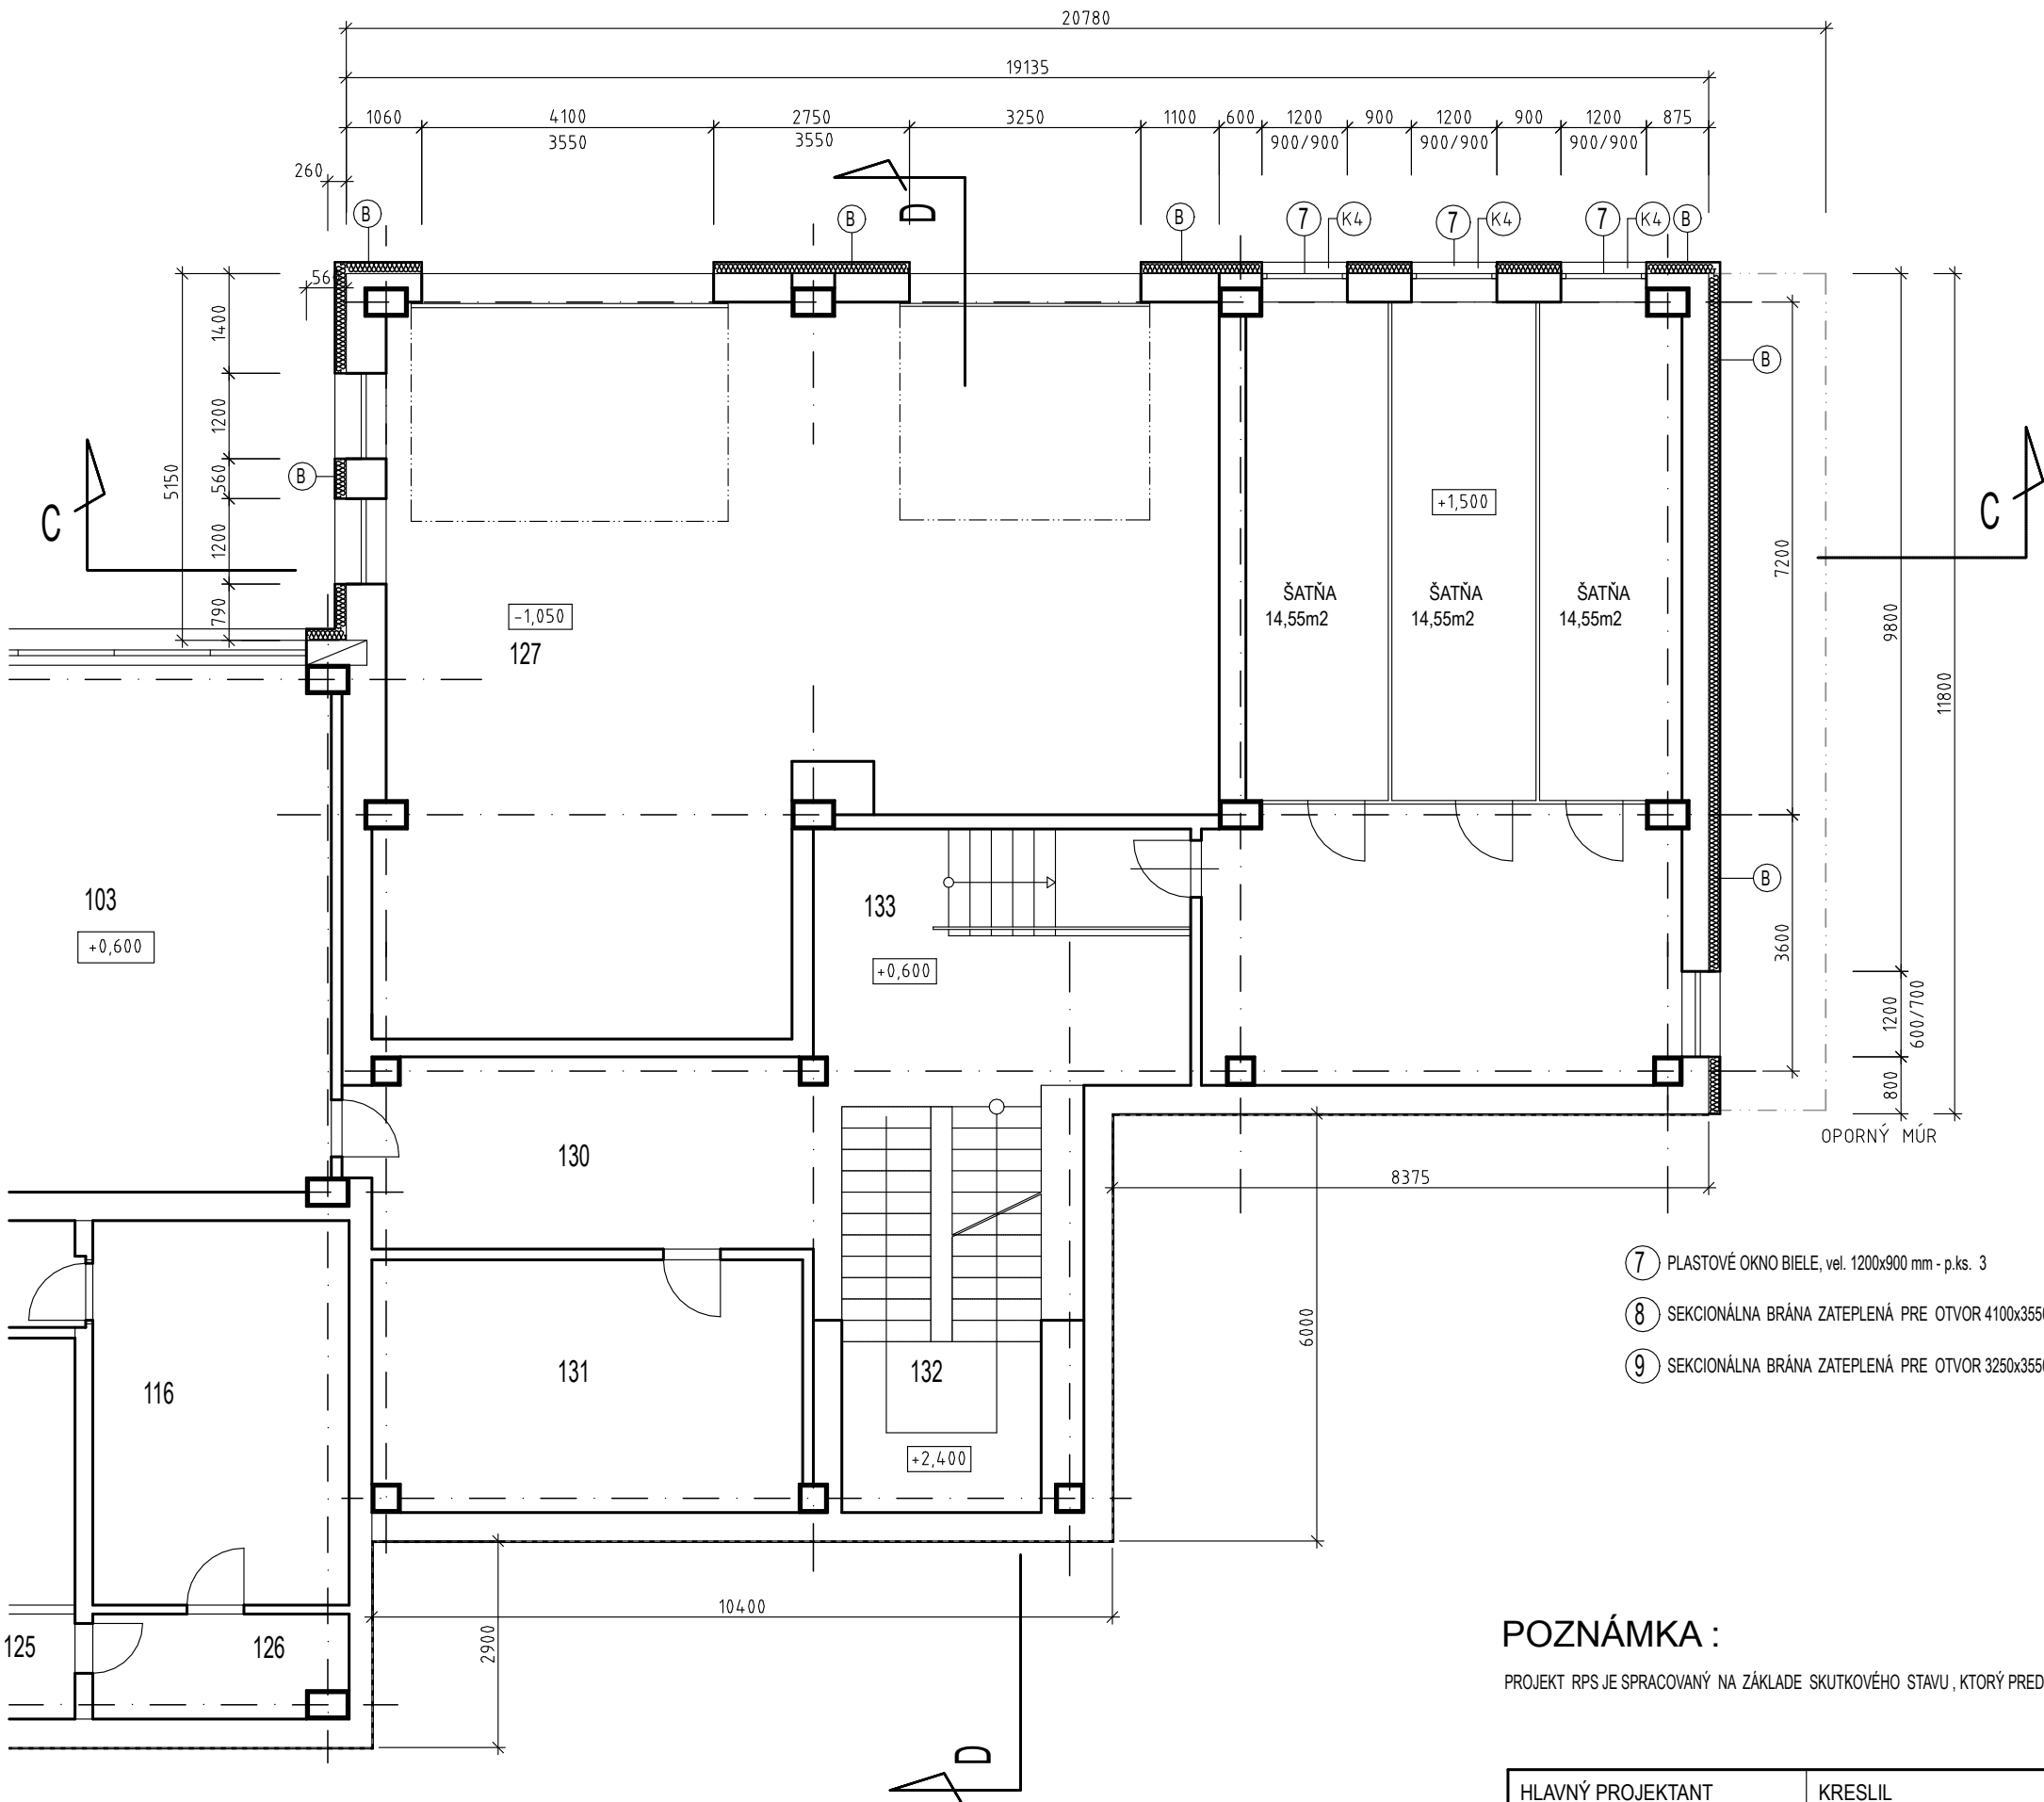 20780
19135
1060 4100 2750 3250 1100 600 1200 900 1200 900 1200 875
3550 3550 900/900 900/900 900/900
260
B B D B 7 K4 7 K4 7 K4 B
560
1400
1200
560
1200
790
5150
B
C
C
B
B
-1,050
127
+1,500
ŠATŇA ŠATŇA ŠATŇA
14,55m2 14,55m2 14,55m2
7200
9800
11800
3600
1200
600/700
800
103
+0,600
133
+0,600
OPORNÝ MÚR
130
8375
6000
131
132
116
+2,400
7 PLASTOVÉ OKNO BIELE, vel. 1200x900 mm - p.ks. 3
8 SEKCIONÁLNA BRÁNA ZATEPLENÁ PRE OTVOR 4100x3550
9 SEKCIONÁLNA BRÁNA ZATEPLENÁ PRE OTVOR 3250x3550
10400
2900
125
126
D
POZNÁMKA :
PROJEKT RPS JE SPRACOVANÝ NA ZÁKLADE SKUTKOVÉHO STAVU , KTORÝ PRED
HLAVNÝ PROJEKTANT KRESLIL